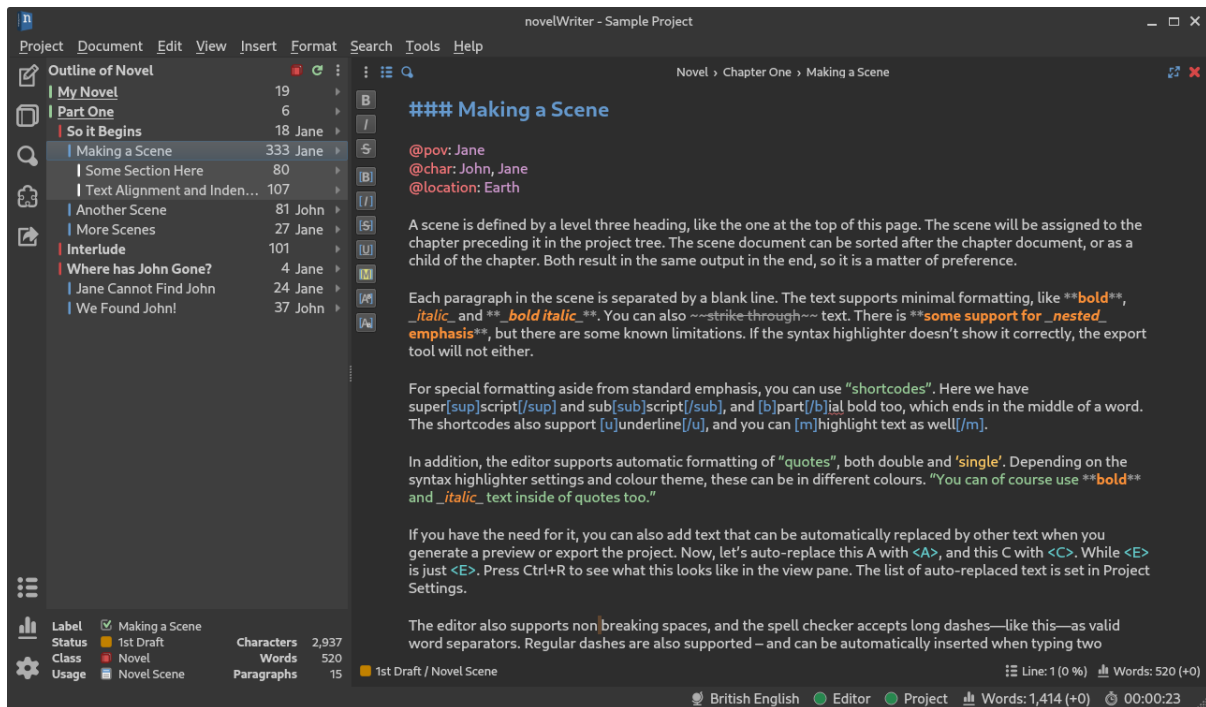 novelWriter - Sample Project
Project Document Edit View Insert Format Search Tools Help
Outline of Novel
My Novel 19
Part One 6
So it Begins 18 Jane
Making a Scene 333 Jane
Some Section Here 80
Text Alignment and Inden... 107
Another Scene 81 John
More Scenes 27 Jane
Interlude 101
Where has John Gone? 4 Jane
Jane Cannot Find John 24 Jane
We Found John! 37 John
Label Making a Scene
Status 1st Draft Characters 2,937
Class Novel Words 520
Usage Novel Scene Paragraphs 15
Novel › Chapter One › Making a Scene
B
I
S
[B]
[I]
[S]
[U]
[M]
### Making a Scene
@pov: Jane
@char: John, Jane
@location: Earth
A scene is defined by a level three heading, like the one at the top of this page. The scene will be assigned to the
chapter preceding it in the project tree. The scene document can be sorted after the chapter document, or as a
child of the chapter. Both result in the same output in the end, so it is a matter of preference.
Each paragraph in the scene is separated by a blank line. The text supports minimal formatting, like **bold**,
_italic_ and **_bold italic_**. You can also ~~strike through~~ text. There is **some support for _nested_
emphasis**, but there are some known limitations. If the syntax highlighter doesn’t show it correctly, the export
tool will not either.
For special formatting aside from standard emphasis, you can use “shortcodes”. Here we have
super[sup]script[/sup] and sub[sub]script[/sub], and [b]part[/b]ial bold too, which ends in the middle of a word.
The shortcodes also support [u]underline[/u], and you can [m]highlight text as well[/m].
In addition, the editor supports automatic formatting of “quotes”, both double and ‘single’. Depending on the
syntax highlighter settings and colour theme, these can be in different colours. “You can of course use **bold**
and _italic_ text inside of quotes too.”
If you have the need for it, you can also add text that can be automatically replaced by other text when you
generate a preview or export the project. Now, let’s auto-replace this A with <A>, and this C with <C>. While <E>
is just <E>. Press Ctrl+R to see what this looks like in the view pane. The list of auto-replaced text is set in Project
Settings.
The editor also supports non breaking spaces, and the spell checker accepts long dashes—like this—as valid
word separators. Regular dashes are also supported – and can be automatically inserted when typing two
1st Draft / Novel Scene
Line: 1 (0 %) Words: 520 (+0)
British English Editor Project Words: 1,414 (+0) 00:00:23